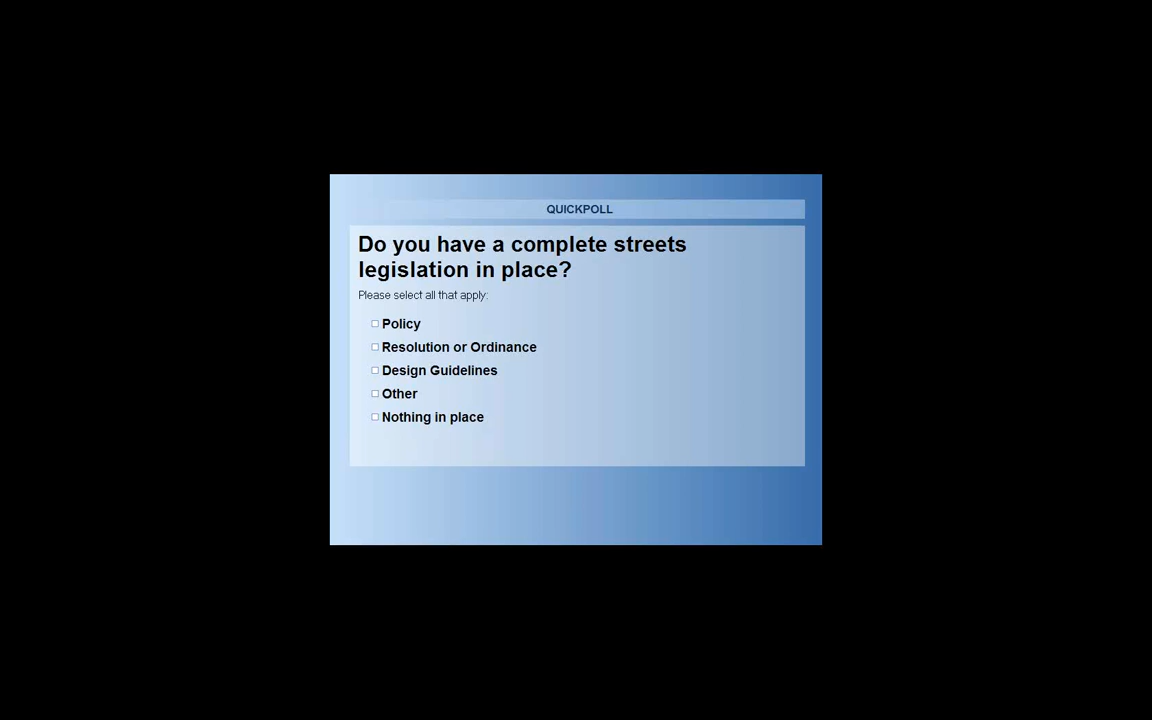 QUICKPOLL
Do you have a complete streets
legislation in place?
Please select all that apply:
Policy
Resolution or Ordinance
Design Guidelines
Other
Nothing in place